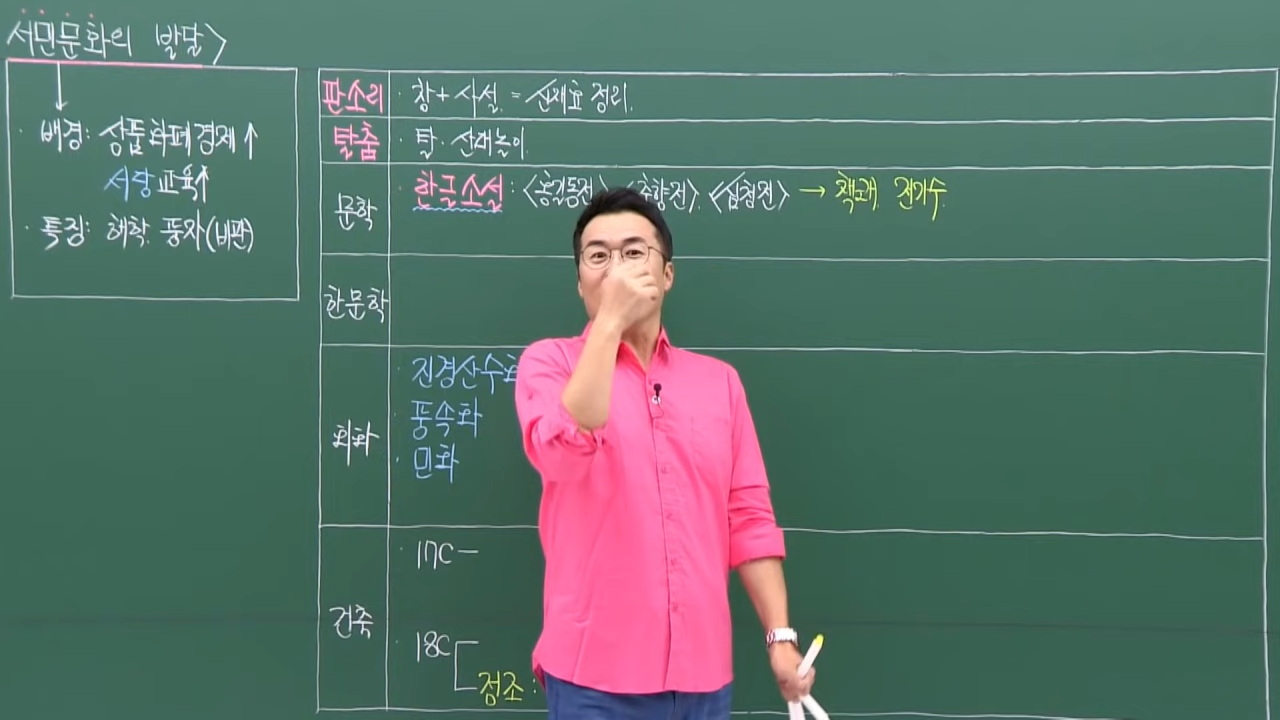 서민문화의 발달>
· 배경: 상품화폐경제↑
서당교육↑
· 특징: 해학, 풍자(비판)
판소리 · 창+사설. = 신재효 정리.
탈춤 · 탈·산대놀이
문학 · 한글소설: <홍길동전> <춘향전>, <심청전> → 책쾌, 전기수.
한문학
회화 · 진경산수화
· 풍속화
· 민화
건축 · 17C -
· 18C
정조: